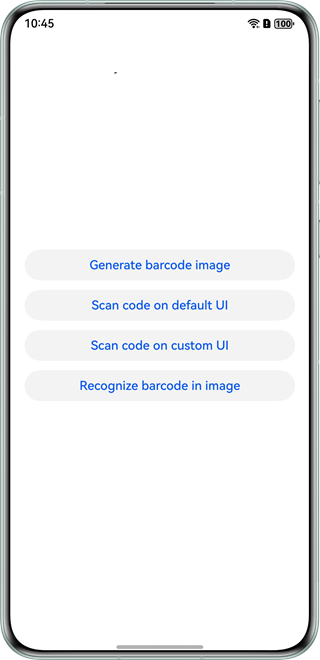 10:45
100
Generate barcode image
Scan code on default UI
Scan code on custom UI
Recognize barcode in image